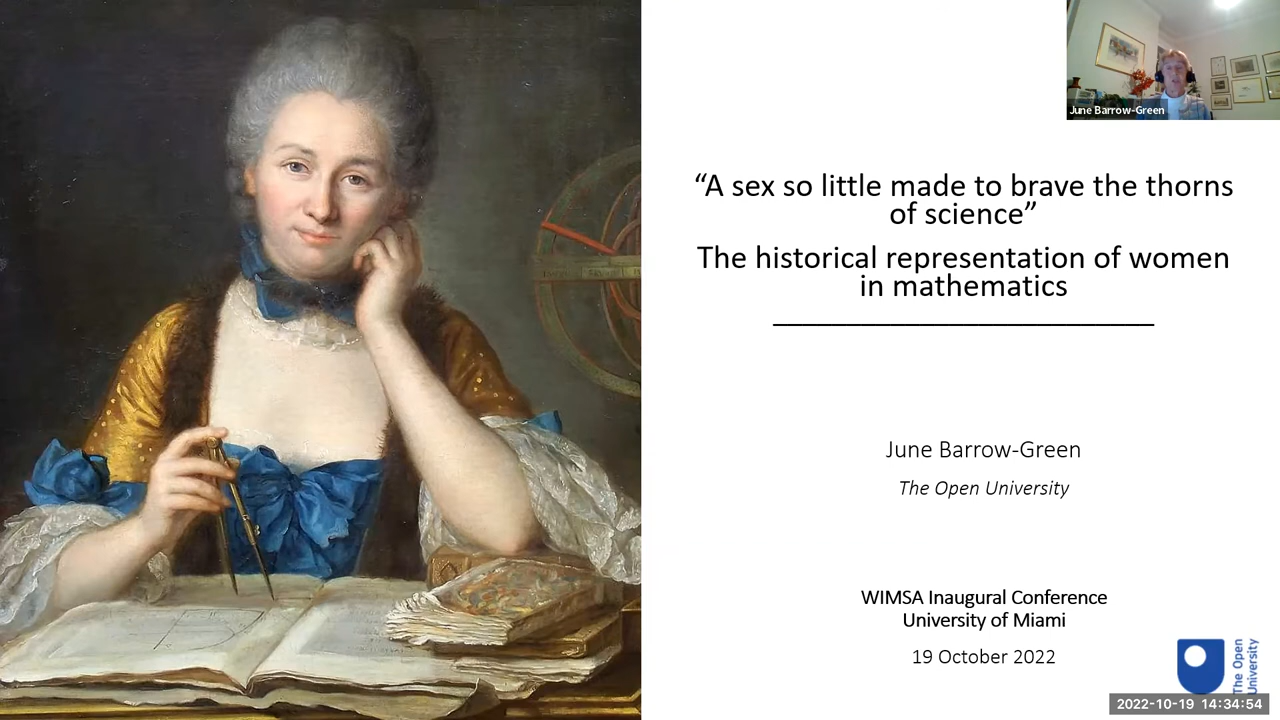 June Barrow-Green
“A sex so little made to brave the thorns
of science”
The historical representation of women
in mathematics
June Barrow-Green
The Open University
WIMSA Inaugural Conference
University of Miami
19 October 2022
The Open
University
2022-10-19 14:34:54